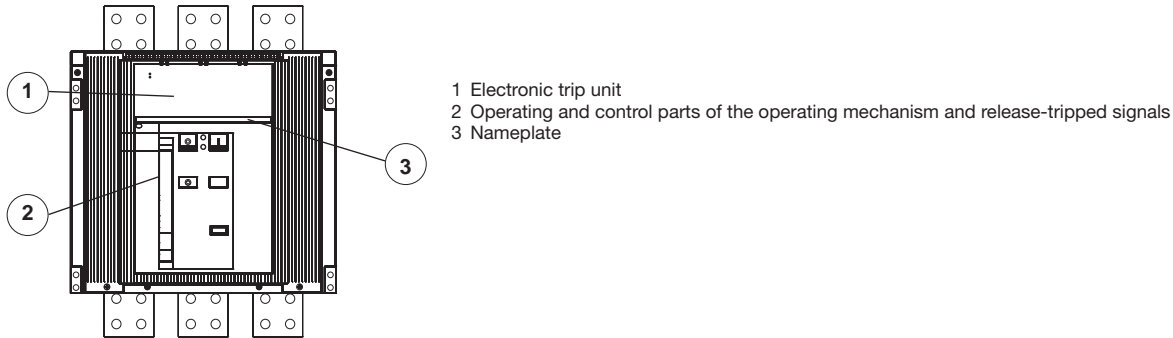 1
2
3
1 Electronic trip unit
2 Operating and control parts of the operating mechanism and release-tripped signals
3 Nameplate